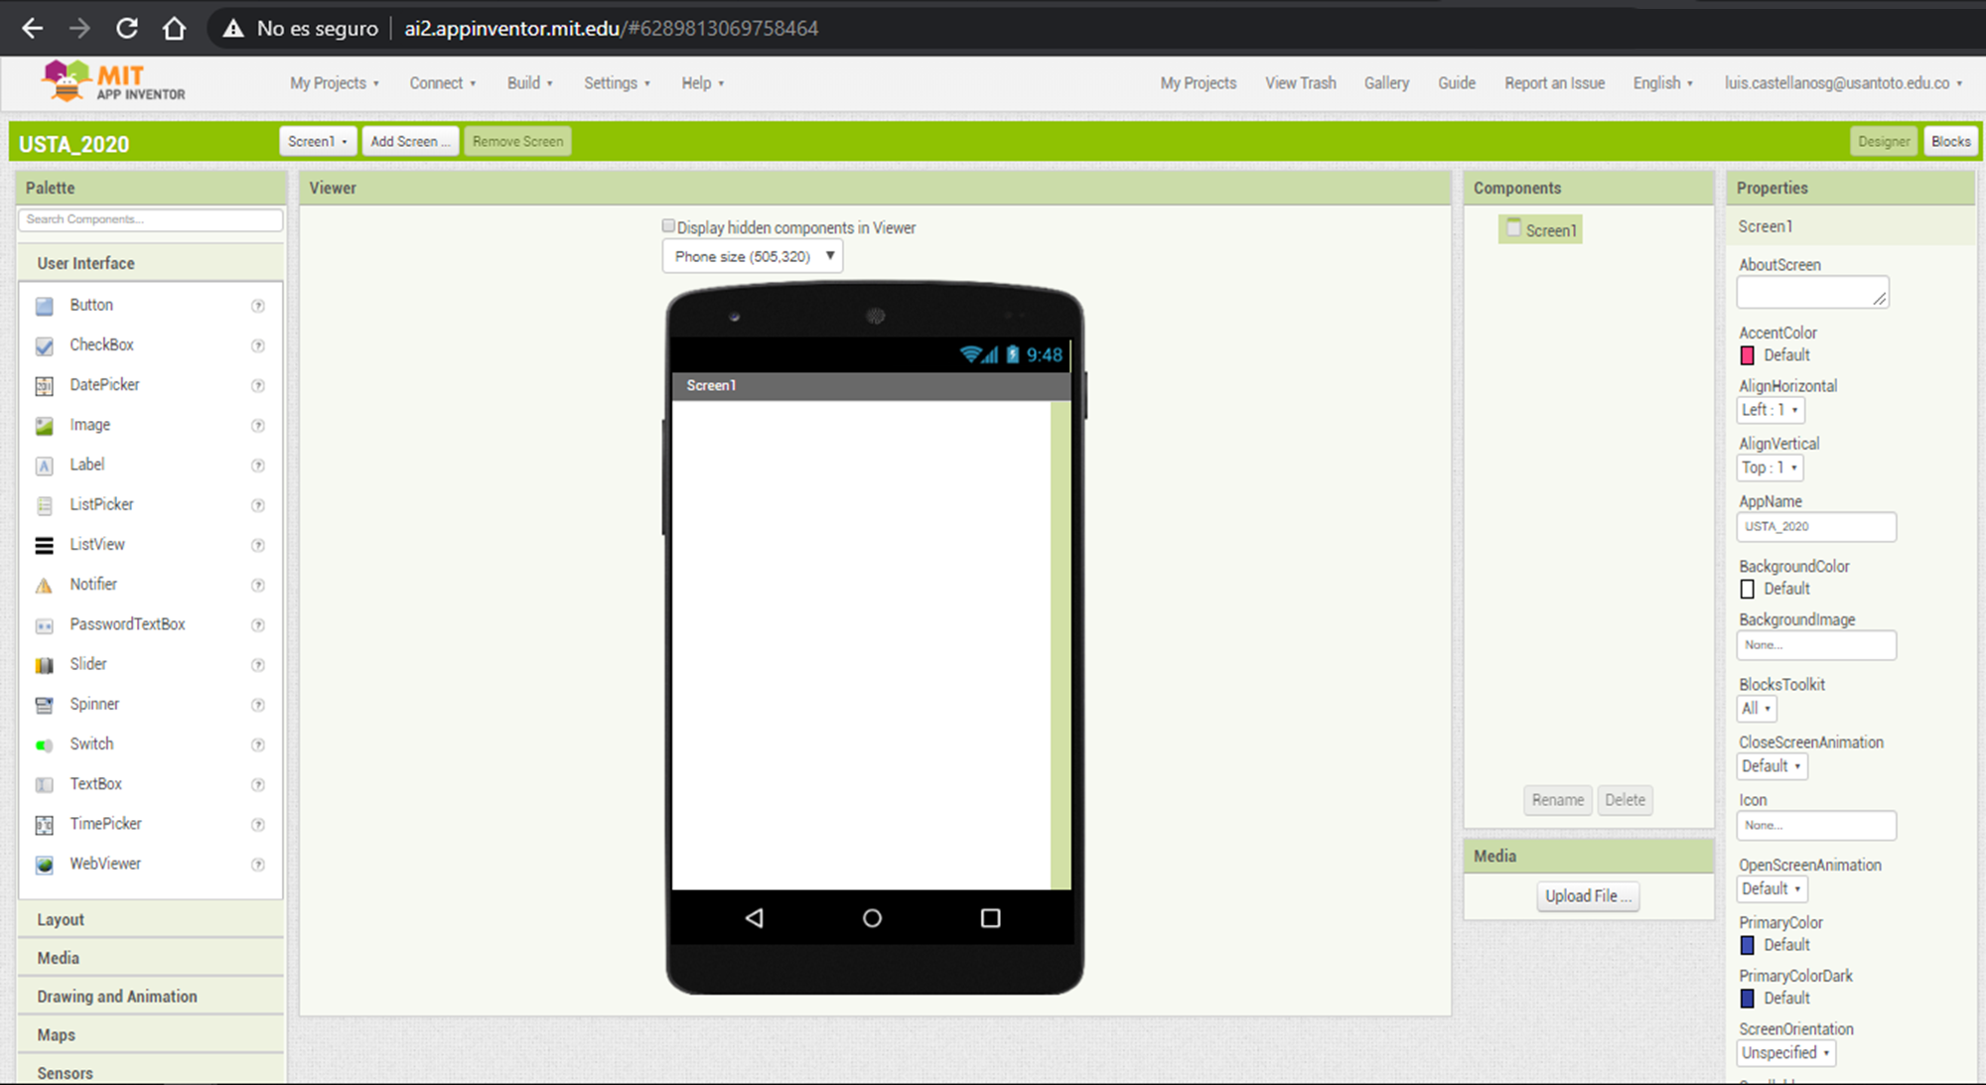 No es seguro | ai2.appinventor.mit.edu/#6289813069758464
MIT
APP INVENTOR
My Projects Connect Build Settings Help My Projects View Trash Gallery Guide Report an Issue English luis.castellanosg@usantoto.edu.co
USTA_2020 Screen1 Add Screen ... Remove Screen Designer Blocks
Palette
Search Components...
User Interface
Button
CheckBox
DatePicker
Image
Label
ListPicker
ListView
Notifier
PasswordTextBox
Slider
Spinner
Switch
TextBox
TimePicker
WebViewer
Layout
Media
Drawing and Animation
Maps
Sensors
Viewer
Display hidden components in Viewer
Phone size (505,320)
9:48
Screen1
Components
Screen1
Rename Delete
Media
Upload File ...
Properties
Screen1
AboutScreen
AccentColor
Default
AlignHorizontal
Left : 1
AlignVertical
Top : 1
AppName
USTA_2020
BackgroundColor
Default
BackgroundImage
None...
BlocksToolkit
All
CloseScreenAnimation
Default
Icon
None...
OpenScreenAnimation
Default
PrimaryColor
Default
PrimaryColorDark
Default
ScreenOrientation
Unspecified